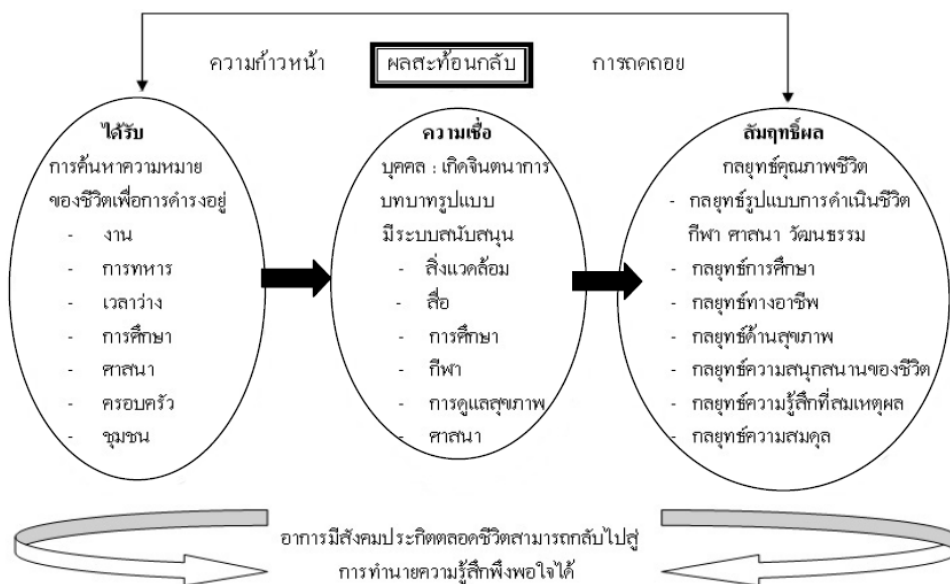 ความก้าวหน้า ผลสะท้อนกลับ การถดถอย
ได้รับ
การค้นหาความหมาย
ของชีวิตเพื่อการดำรงอยู่
- งาน
- การทหาร
- เวลาว่าง
- การศึกษา
- ศาสนา
- ครอบครัว
- ชุมชน
ความเชื่อ
บุคคล : เกิดจินตนาการ
บทบาทรูปแบบ
มีระบบสนับสนุน
- สิ่งแวดล้อม
- สื่อ
- การศึกษา
- กีฬา
- การดูแลสุขภาพ
- ศาสนา
สัมฤทธิ์ผล
กลยุทธ์คุณภาพชีวิต
- กลยุทธ์รูปแบบการดำเนินชีวิต
กีฬา ศาสนา วัฒนธรรม
- กลยุทธ์การศึกษา
- กลยุทธ์ทางอาชีพ
- กลยุทธ์ด้านสุขภาพ
- กลยุทธ์ความสนุกสนานของชีวิต
- กลยุทธ์ความรู้สึกที่สมเหตุผล
- กลยุทธ์ความสมดุล
อาการมีสังคมประกิตตลอดชีวิตสามารถกลับไปสู่
การทำนายความรู้สึกพึงพอใจได้